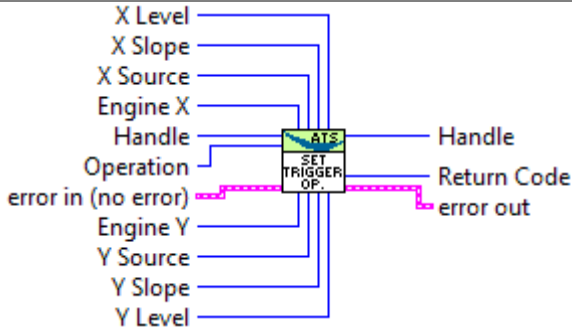 X Level
X Slope
X Source
Engine X
Handle
Operation
error in (no error)
Engine Y
Y Source
Y Slope
Y Level
ATS
SET
TRIGGER
OP.
Handle
Return Code
error out